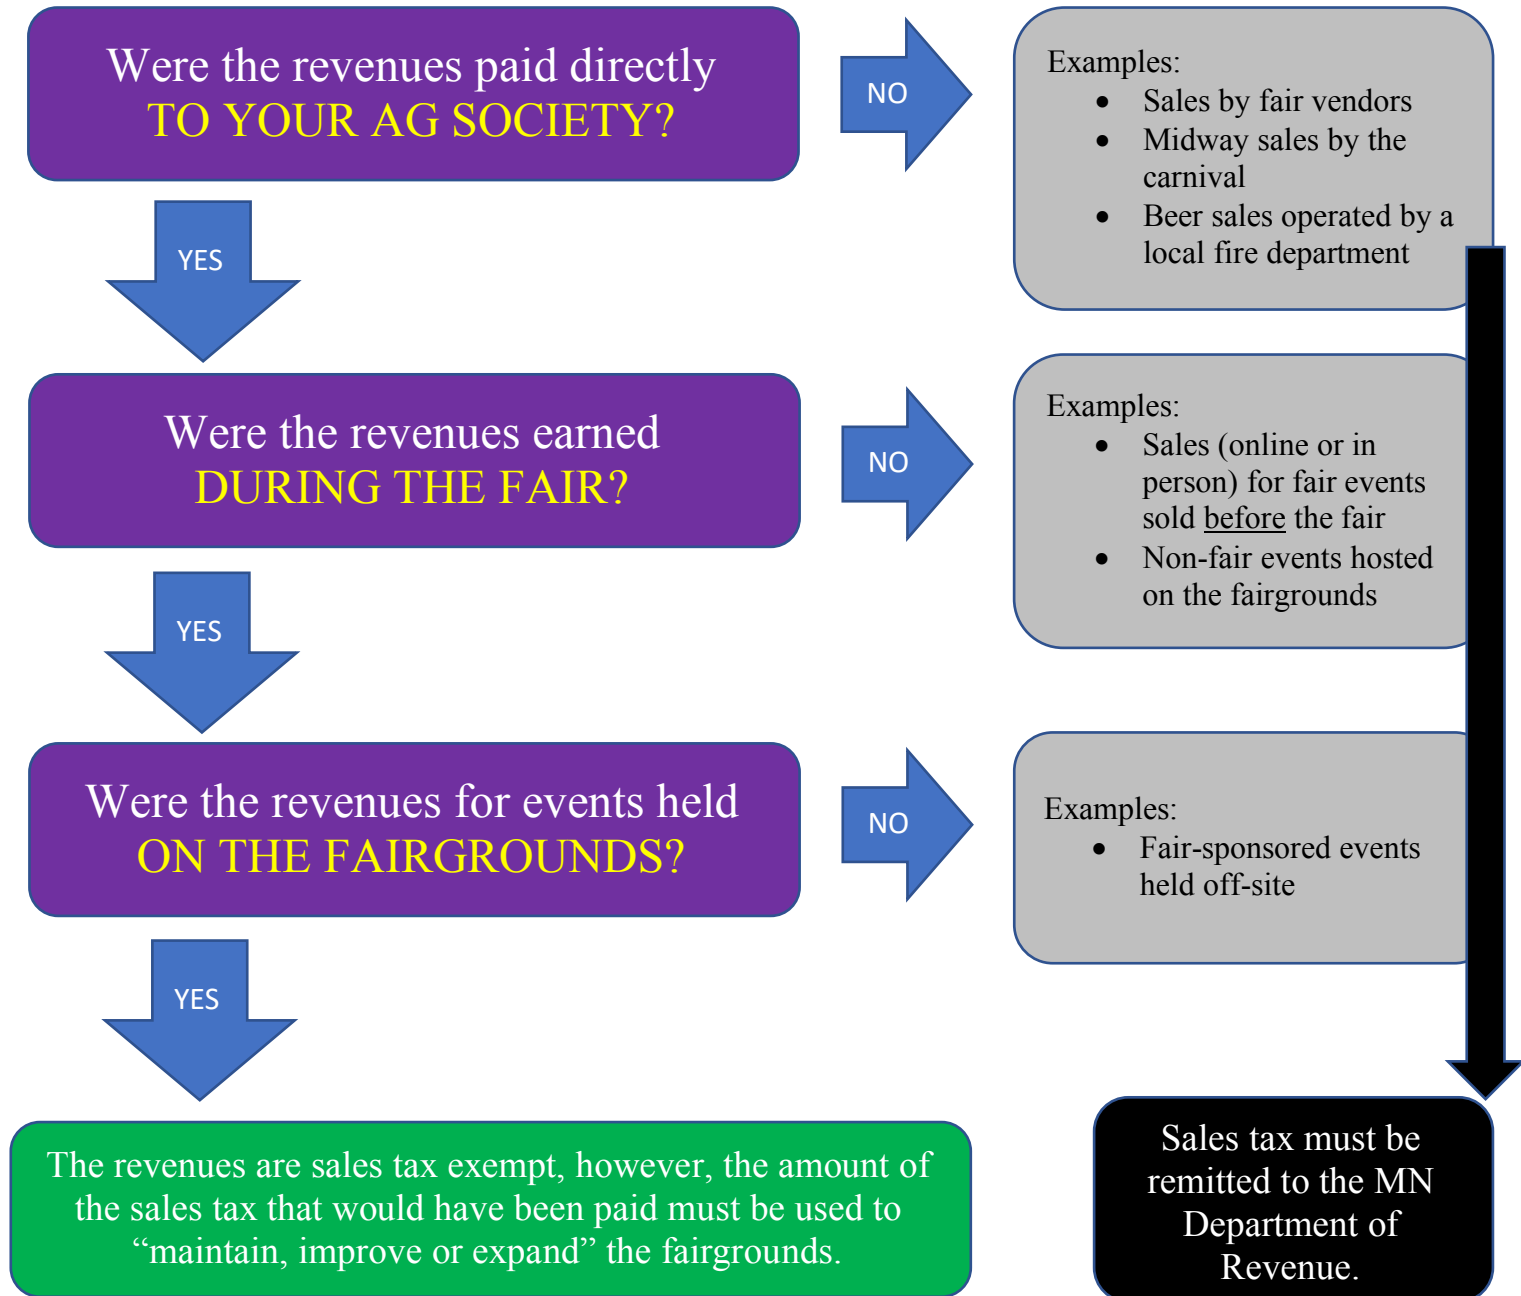 Were the revenues paid directly
TO YOUR AG SOCIETY?
NO
Examples:
• Sales by fair vendors
• Midway sales by the
carnival
• Beer sales operated by a
local fire department
YES
Were the revenues earned
DURING THE FAIR?
NO
Examples:
• Sales (online or in
person) for fair events
sold before the fair
• Non-fair events hosted
on the fairgrounds
YES
Were the revenues for events held
ON THE FAIRGROUNDS?
NO
Examples:
• Fair-sponsored events
held off-site
YES
The revenues are sales tax exempt, however, the amount of
the sales tax that would have been paid must be used to
“maintain, improve or expand” the fairgrounds.
Sales tax must be
remitted to the MN
Department of
Revenue.